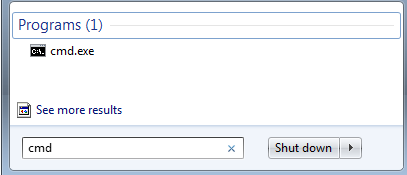 Programs (1)
cmd.exe
See more results
cmd
Shut down